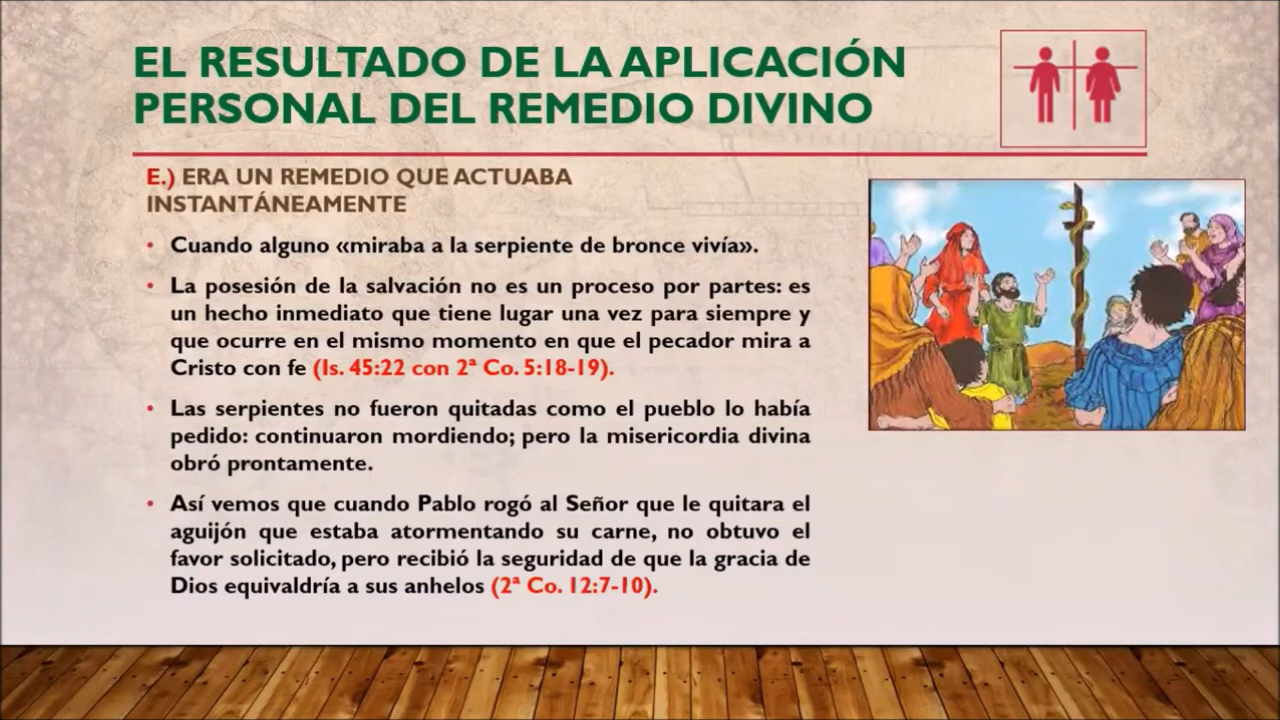 EL RESULTADO DE LA APLICACIÓN
PERSONAL DEL REMEDIO DIVINO
E.) ERA UN REMEDIO QUE ACTUABA
INSTANTÁNEAMENTE
• Cuando alguno «miraba a la serpiente de bronce vivía».
• La posesión de la salvación no es un proceso por partes: es
un hecho inmediato que tiene lugar una vez para siempre y
que ocurre en el mismo momento en que el pecador mira a
Cristo con fe (Is. 45:22 con 2ª Co. 5:18-19).
• Las serpientes no fueron quitadas como el pueblo lo había
pedido: continuaron mordiendo; pero la misericordia divina
obró prontamente.
• Así vemos que cuando Pablo rogó al Señor que le quitara el
aguijón que estaba atormentando su carne, no obtuvo el
favor solicitado, pero recibió la seguridad de que la gracia de
Dios equivaldría a sus anhelos (2ª Co. 12:7-10).